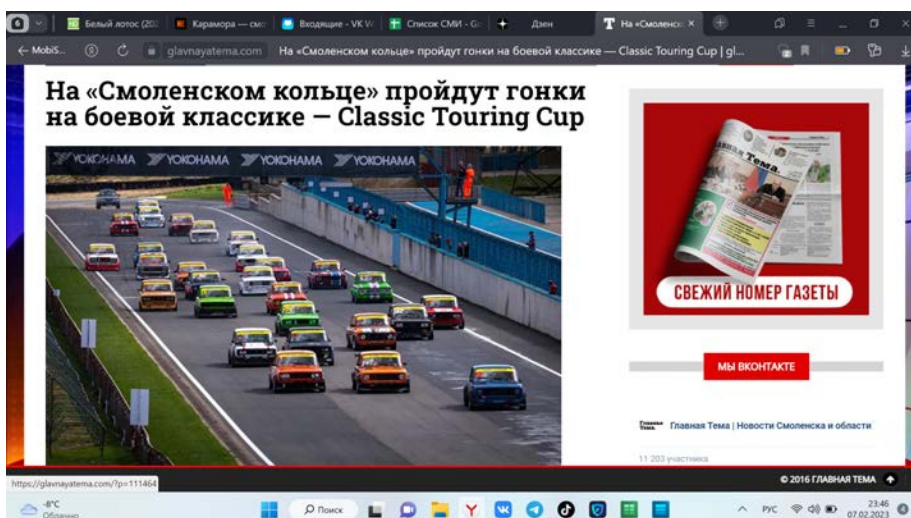 6
Белый лотос (202
Карамора — смо
Входящие - VK W
Список СМИ - Go
Дзен
На «Смоленск
MobiS...
glavnayatema.com
На «Смоленском кольце» пройдут гонки на боевой классике — Classic Touring Cup | gl...
На «Смоленском кольце» пройдут гонки
на боевой классике — Classic Touring Cup
YOKOHAMA YOKOHAMA YOKOHAMA YOKOHAMA
Главная Тема.
СВЕЖИЙ НОМЕР ГАЗЕТЫ
МЫ ВКОНТАКТЕ
Главная Тема | Новости Смоленска и области
11 203 участника
https://glavnayatema.com/?p=111464
© 2016 ГЛАВНАЯ ТЕМА
-8°C
Облачно
Поиск
РУС
23:46
07.02.2023